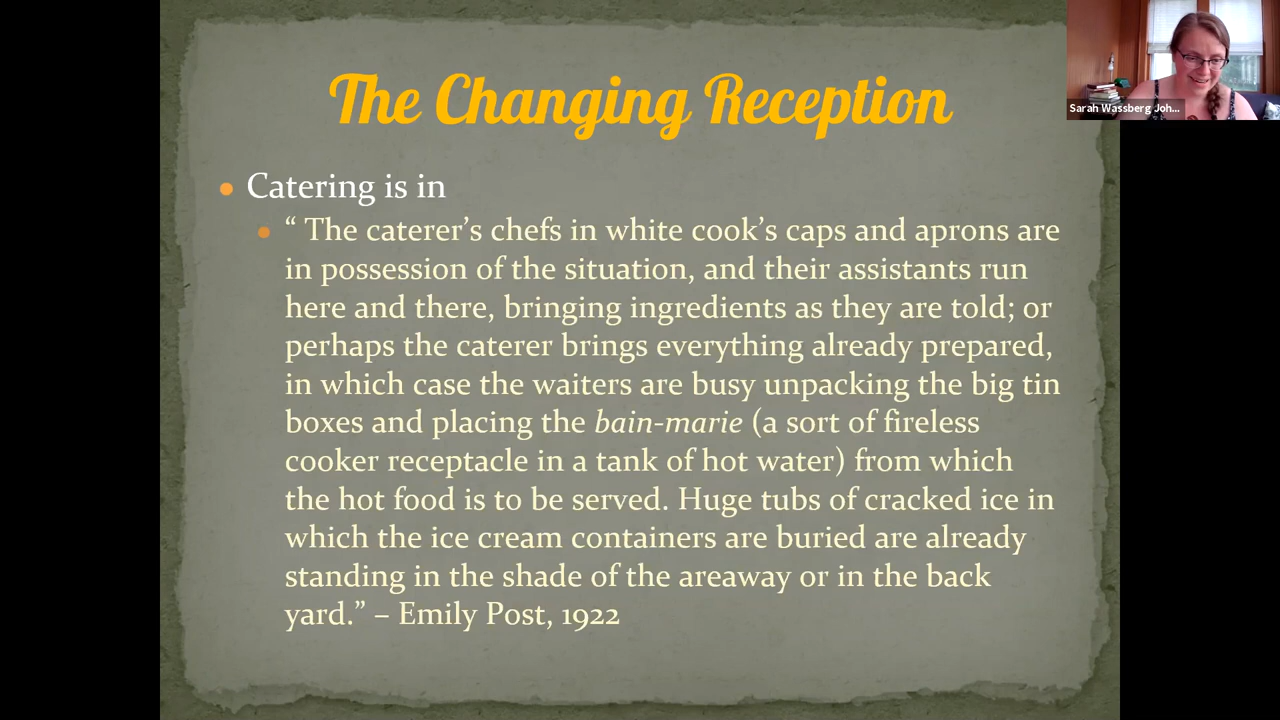 The Changing Reception
Sarah Wassberg Joh...
Catering is in
“ The caterer’s chefs in white cook’s caps and aprons are
in possession of the situation, and their assistants run
here and there, bringing ingredients as they are told; or
perhaps the caterer brings everything already prepared,
in which case the waiters are busy unpacking the big tin
boxes and placing the bain-marie (a sort of fireless
cooker receptacle in a tank of hot water) from which
the hot food is to be served. Huge tubs of cracked ice in
which the ice cream containers are buried are already
standing in the shade of the areaway or in the back
yard.” – Emily Post, 1922